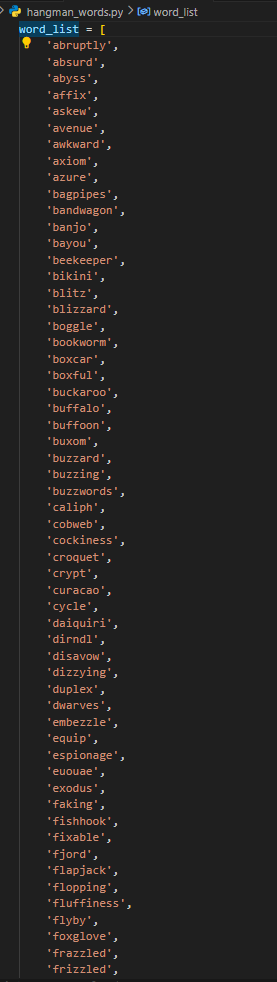 hangman_words.py > word_list
word_list = [
'abruptly',
'absurd',
'abyss',
'affix',
'askew',
'avenue',
'awkward',
'axiom',
'azure',
'bagpipes',
'bandwagon',
'banjo',
'bayou',
'beekeeper',
'bikini',
'blitz',
'blizzard',
'boggle',
'bookworm',
'boxcar',
'boxful',
'buckaroo',
'buffalo',
'buffoon',
'buxom',
'buzzard',
'buzzing',
'buzzwords',
'caliph',
'cobweb',
'cockiness',
'croquet',
'crypt',
'curacao',
'cycle',
'daiquiri',
'dirndl',
'disavow',
'dizzying',
'duplex',
'dwarves',
'embezzle',
'equip',
'espionage',
'euouae',
'exodus',
'faking',
'fishhook',
'fixable',
'fjord',
'flapjack',
'flopping',
'fluffiness',
'flyby',
'foxglove',
'frazzled',
'frizzled',